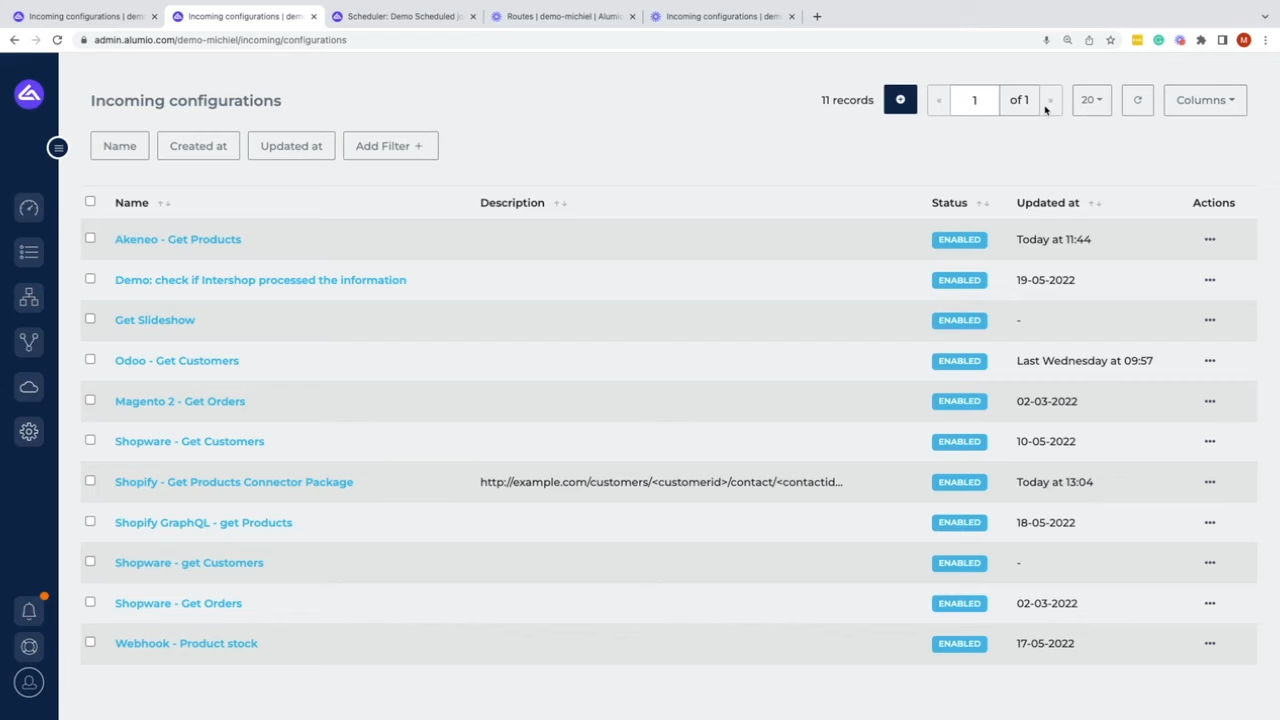 Incoming configurations | dem
Incoming configurations | dem
Scheduler: Demo Scheduled jo
Routes | demo-michiel | Alumio
Incoming configurations | dem
admin.alumio.com/demo-michiel/incoming/configurations
M
Incoming configurations
11 records
« 1 of 1 »
20
Columns
Name
Created at
Updated at
Add Filter +
Name Description Status Updated at Actions
Akeneo - Get Products ENABLED Today at 11:44
Demo: check if Intershop processed the information ENABLED 19-05-2022
Get Slideshow ENABLED -
Odoo - Get Customers ENABLED Last Wednesday at 09:57
Magento 2 - Get Orders ENABLED 02-03-2022
Shopware - Get Customers ENABLED 10-05-2022
Shopify - Get Products Connector Package http://example.com/customers/<customerid>/contact/<contactid... ENABLED Today at 13:04
Shopify GraphQL - get Products ENABLED 18-05-2022
Shopware - get Customers ENABLED -
Shopware - Get Orders ENABLED 02-03-2022
Webhook - Product stock ENABLED 17-05-2022